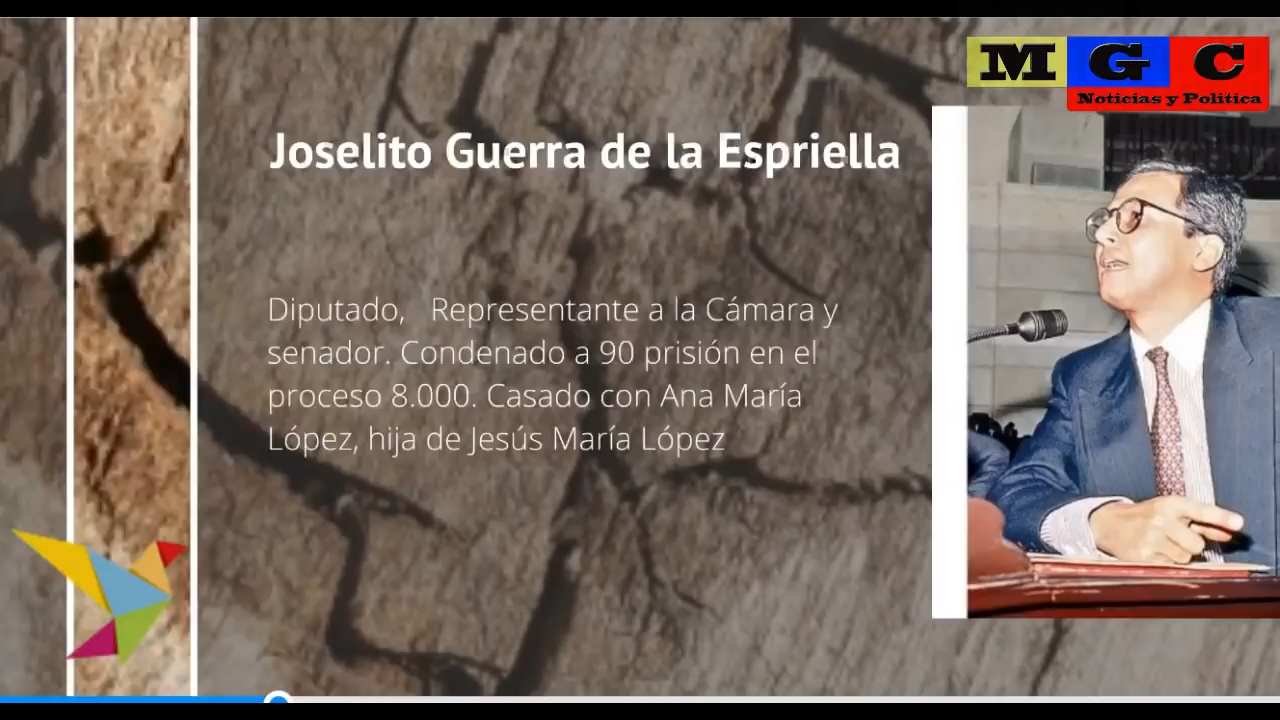 M G C
Noticias y Política
Joselito Guerra de la Espriella
Diputado, Representante a la Cámara y
senador. Condenado a 90 prisión en el
proceso 8.000. Casado con Ana María
López, hija de Jesús María López